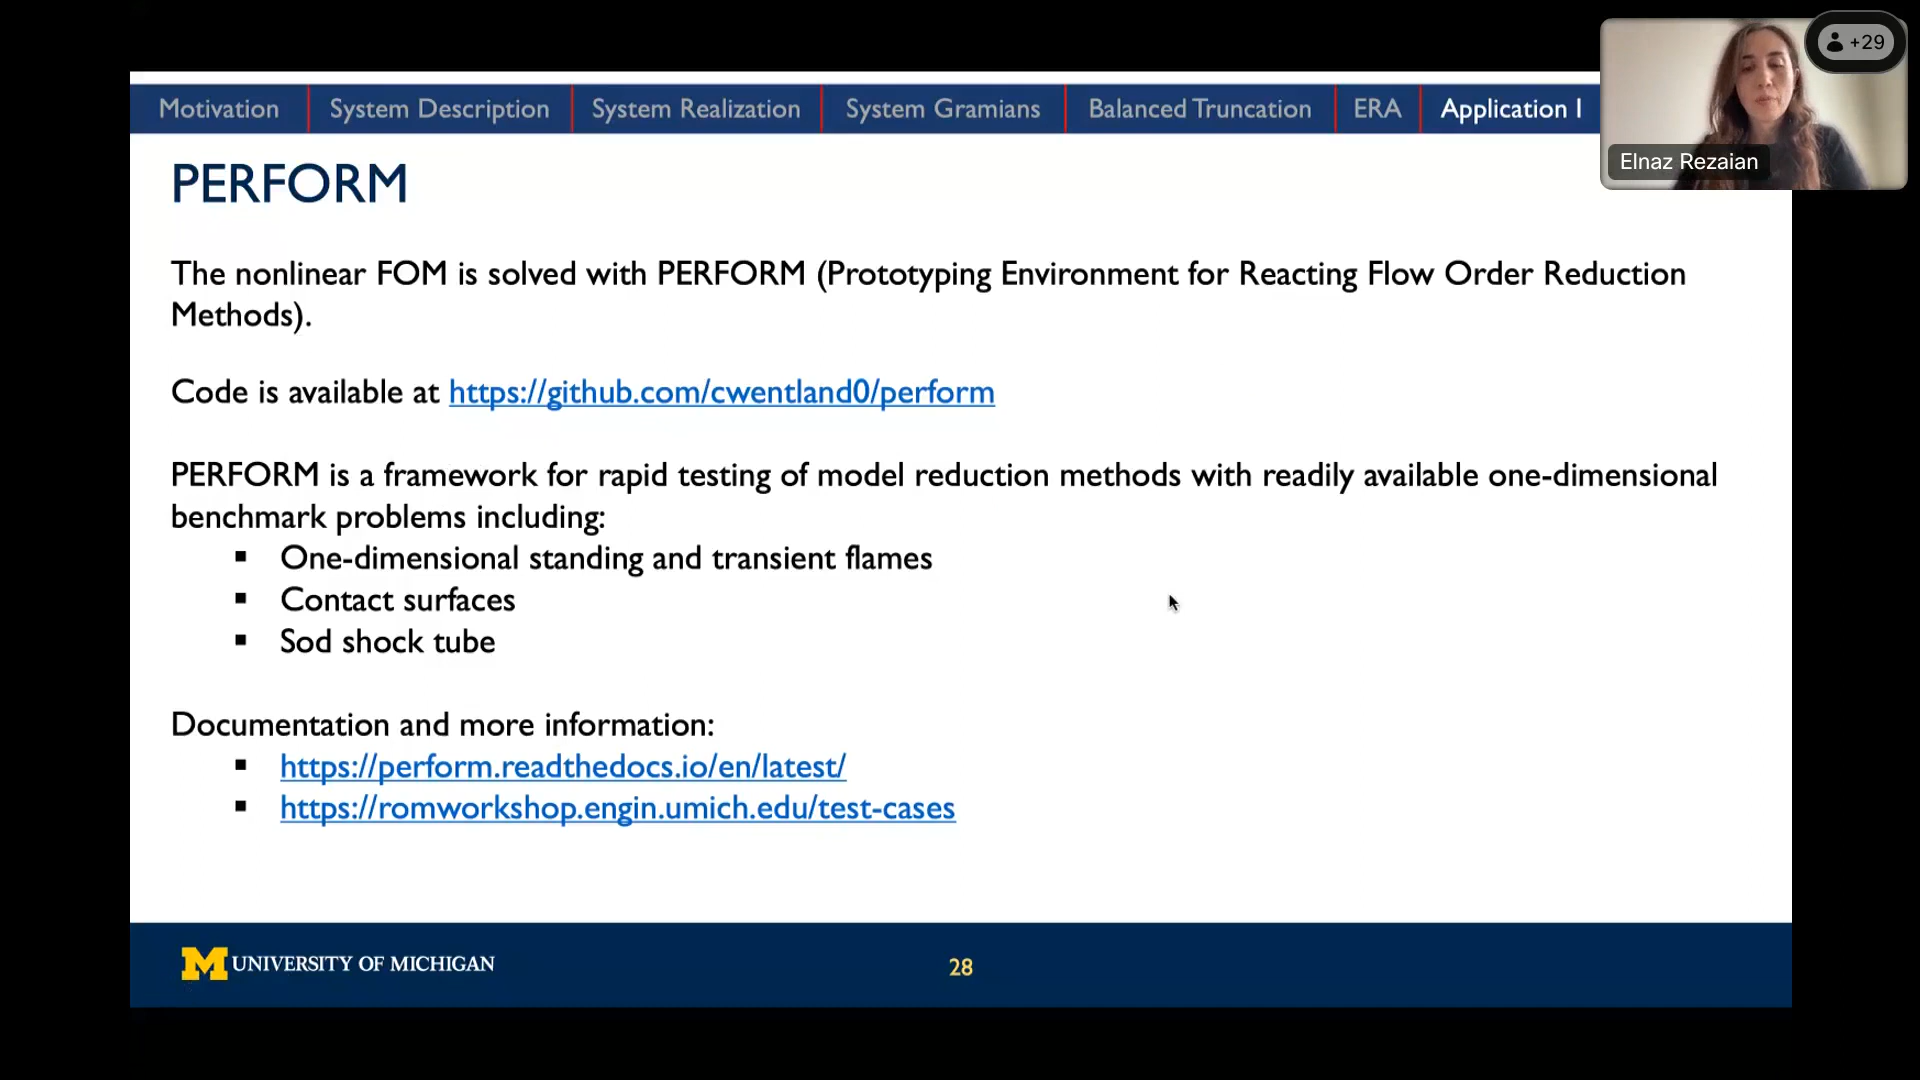 Motivation
System Description
System Realization
System Gramians
Balanced Truncation
ERA
Application I
+29
Elnaz Rezaian
PERFORM
The nonlinear FOM is solved with PERFORM (Prototyping Environment for Reacting Flow Order Reduction
Methods).
Code is available at https://github.com/cwentland0/perform
PERFORM is a framework for rapid testing of model reduction methods with readily available one-dimensional
benchmark problems including:
▪ One-dimensional standing and transient flames
▪ Contact surfaces
▪ Sod shock tube
Documentation and more information:
▪ https://perform.readthedocs.io/en/latest/
▪ https://romworkshop.engin.umich.edu/test-cases
M UNIVERSITY OF MICHIGAN
28